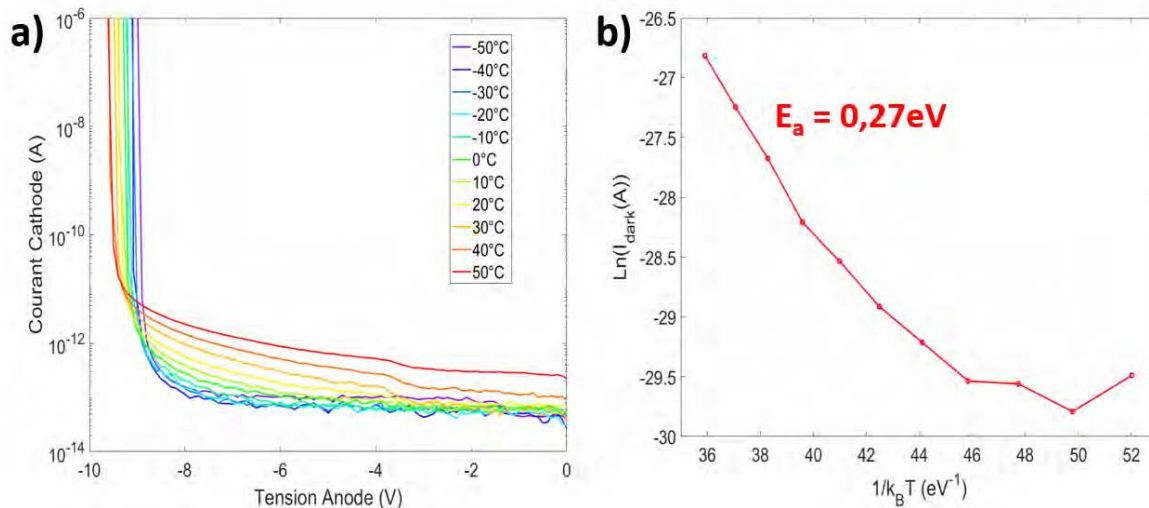 a)
10^-6
10^-8
10^-10
10^-12
10^-14
Courant Cathode (A)
-10
-8
-6
-4
-2
0
Tension Anode (V)
-50°C
-40°C
-30°C
-20°C
-10°C
0°C
10°C
20°C
30°C
40°C
50°C
b)
-26.5
-27
-27.5
-28
-28.5
-29
-29.5
-30
Ln(I_dark(A))
E_a = 0,27eV
36
38
40
42
44
46
48
50
52
1/k_BT (eV^-1)